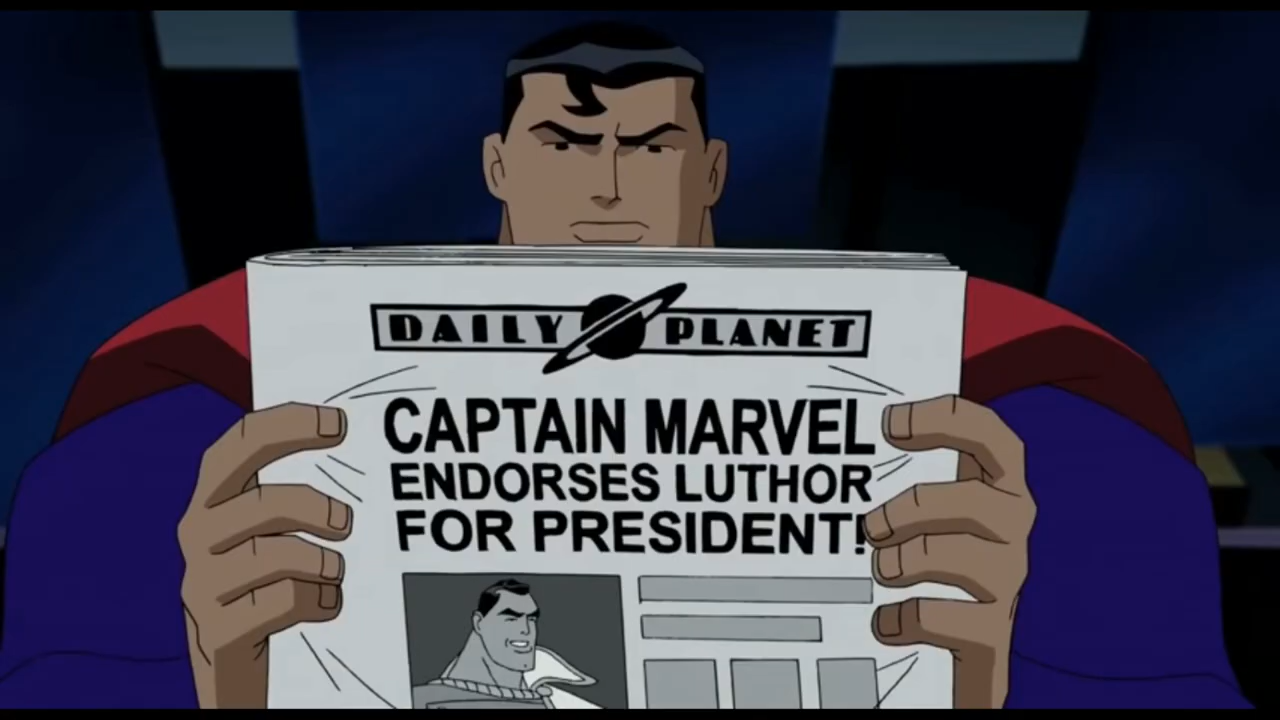 DAILY PLANET
CAPTAIN MARVEL
ENDORSES LUTHOR
FOR PRESIDENT!